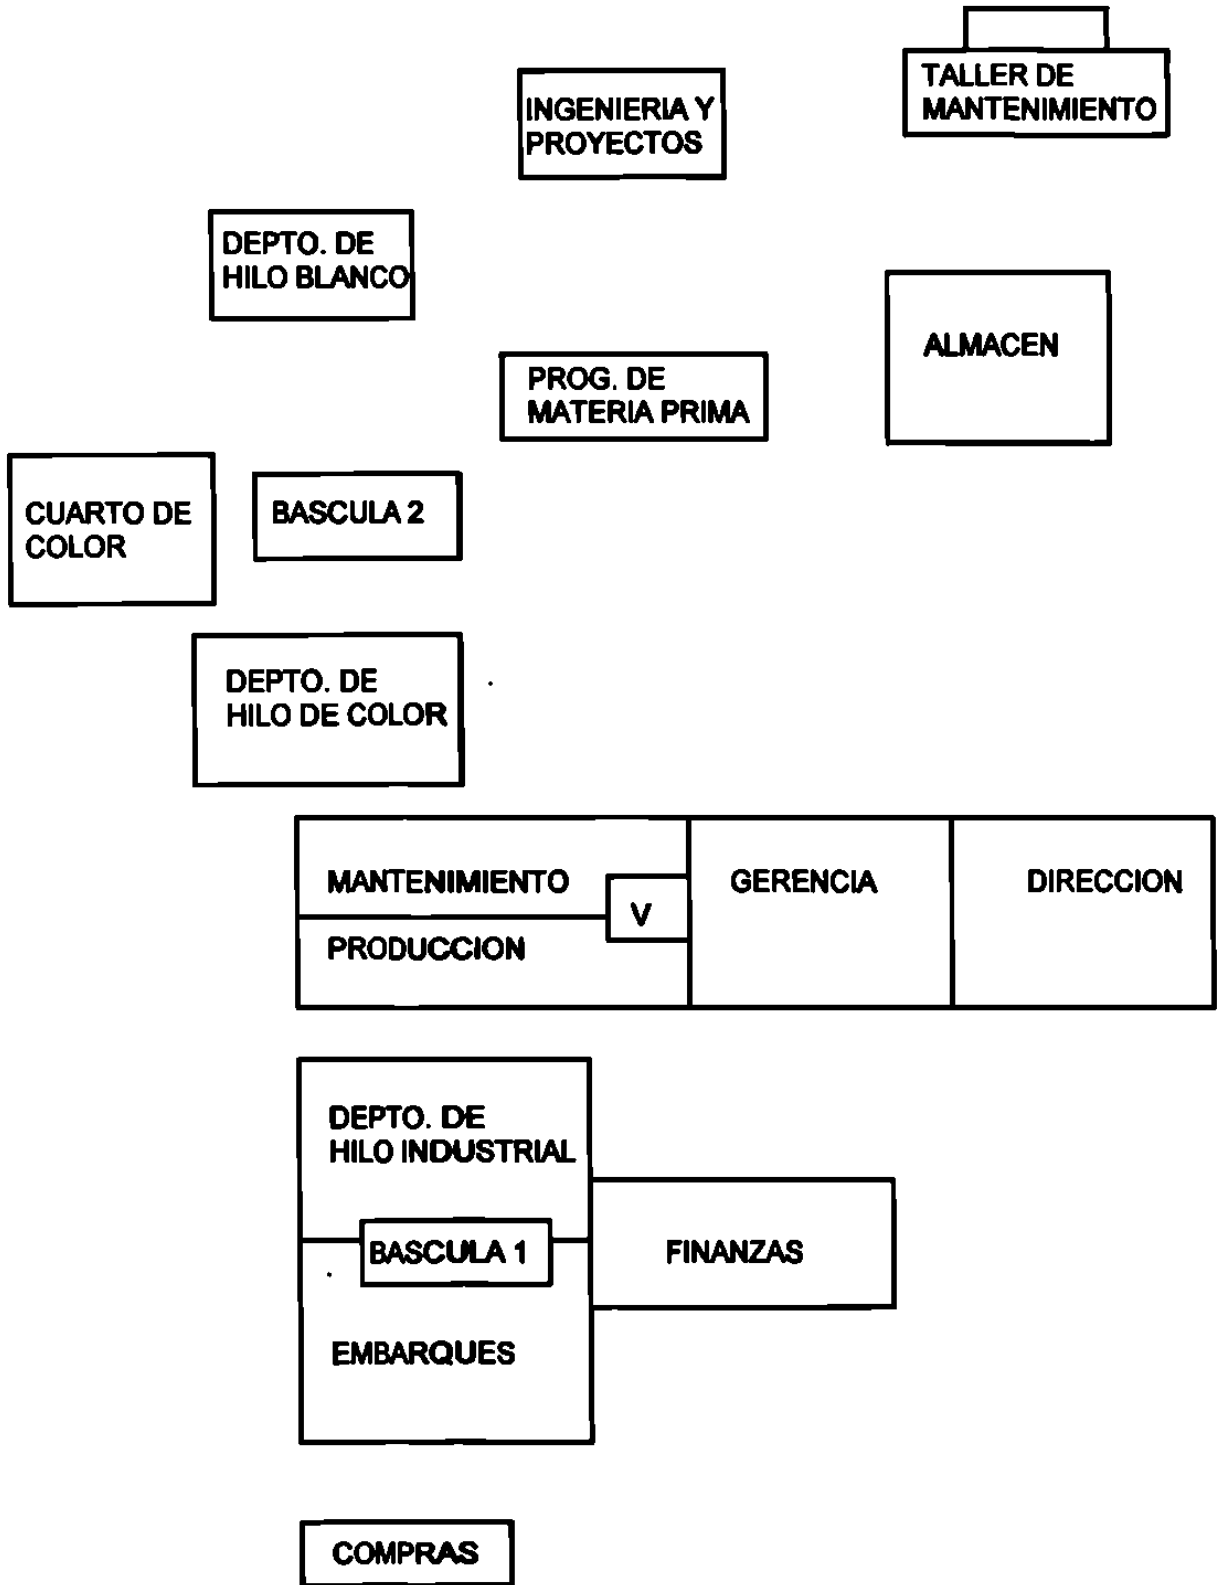 TALLER DE
MANTENIMIENTO
INGENIERIA Y
PROYECTOS
DEPTO. DE
HILO BLANCO
ALMACEN
PROG. DE
MATERIA PRIMA
CUARTO DE
COLOR
BASCULA 2
DEPTO. DE
HILO DE COLOR
MANTENIMIENTO
V
PRODUCCION
GERENCIA
DIRECCION
DEPTO. DE
HILO INDUSTRIAL
BASCULA 1
FINANZAS
EMBARQUES
COMPRAS